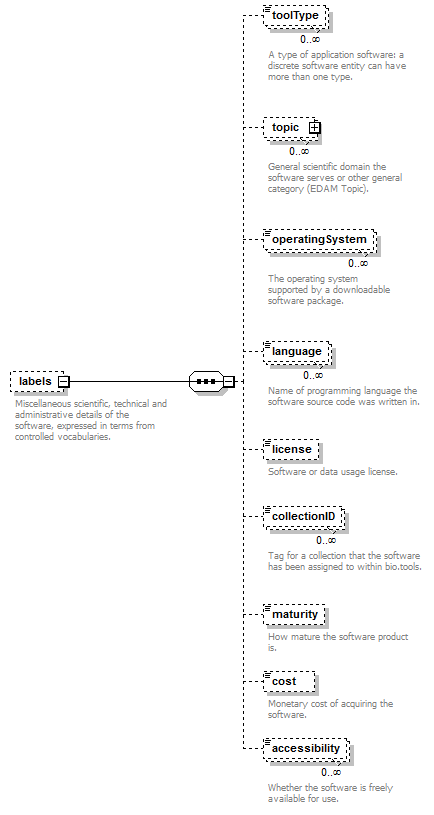 toolType
0..∞
A type of application software: a
discrete software entity can have
more than one type.
topic
0..∞
General scientific domain the
software serves or other general
category (EDAM Topic).
operatingSystem
0..∞
The operating system
supported by a downloadable
software package.
language
0..∞
Name of programming language the
software source code was written in.
labels
Miscellaneous scientific, technical and
administrative details of the
software, expressed in terms from
controlled vocabularies.
license
Software or data usage license.
collectionID
0..∞
Tag for a collection that the software
has been assigned to within bio.tools.
maturity
How mature the software product
is.
cost
Monetary cost of acquiring the
software.
accessibility
0..∞
Whether the software is freely
available for use.